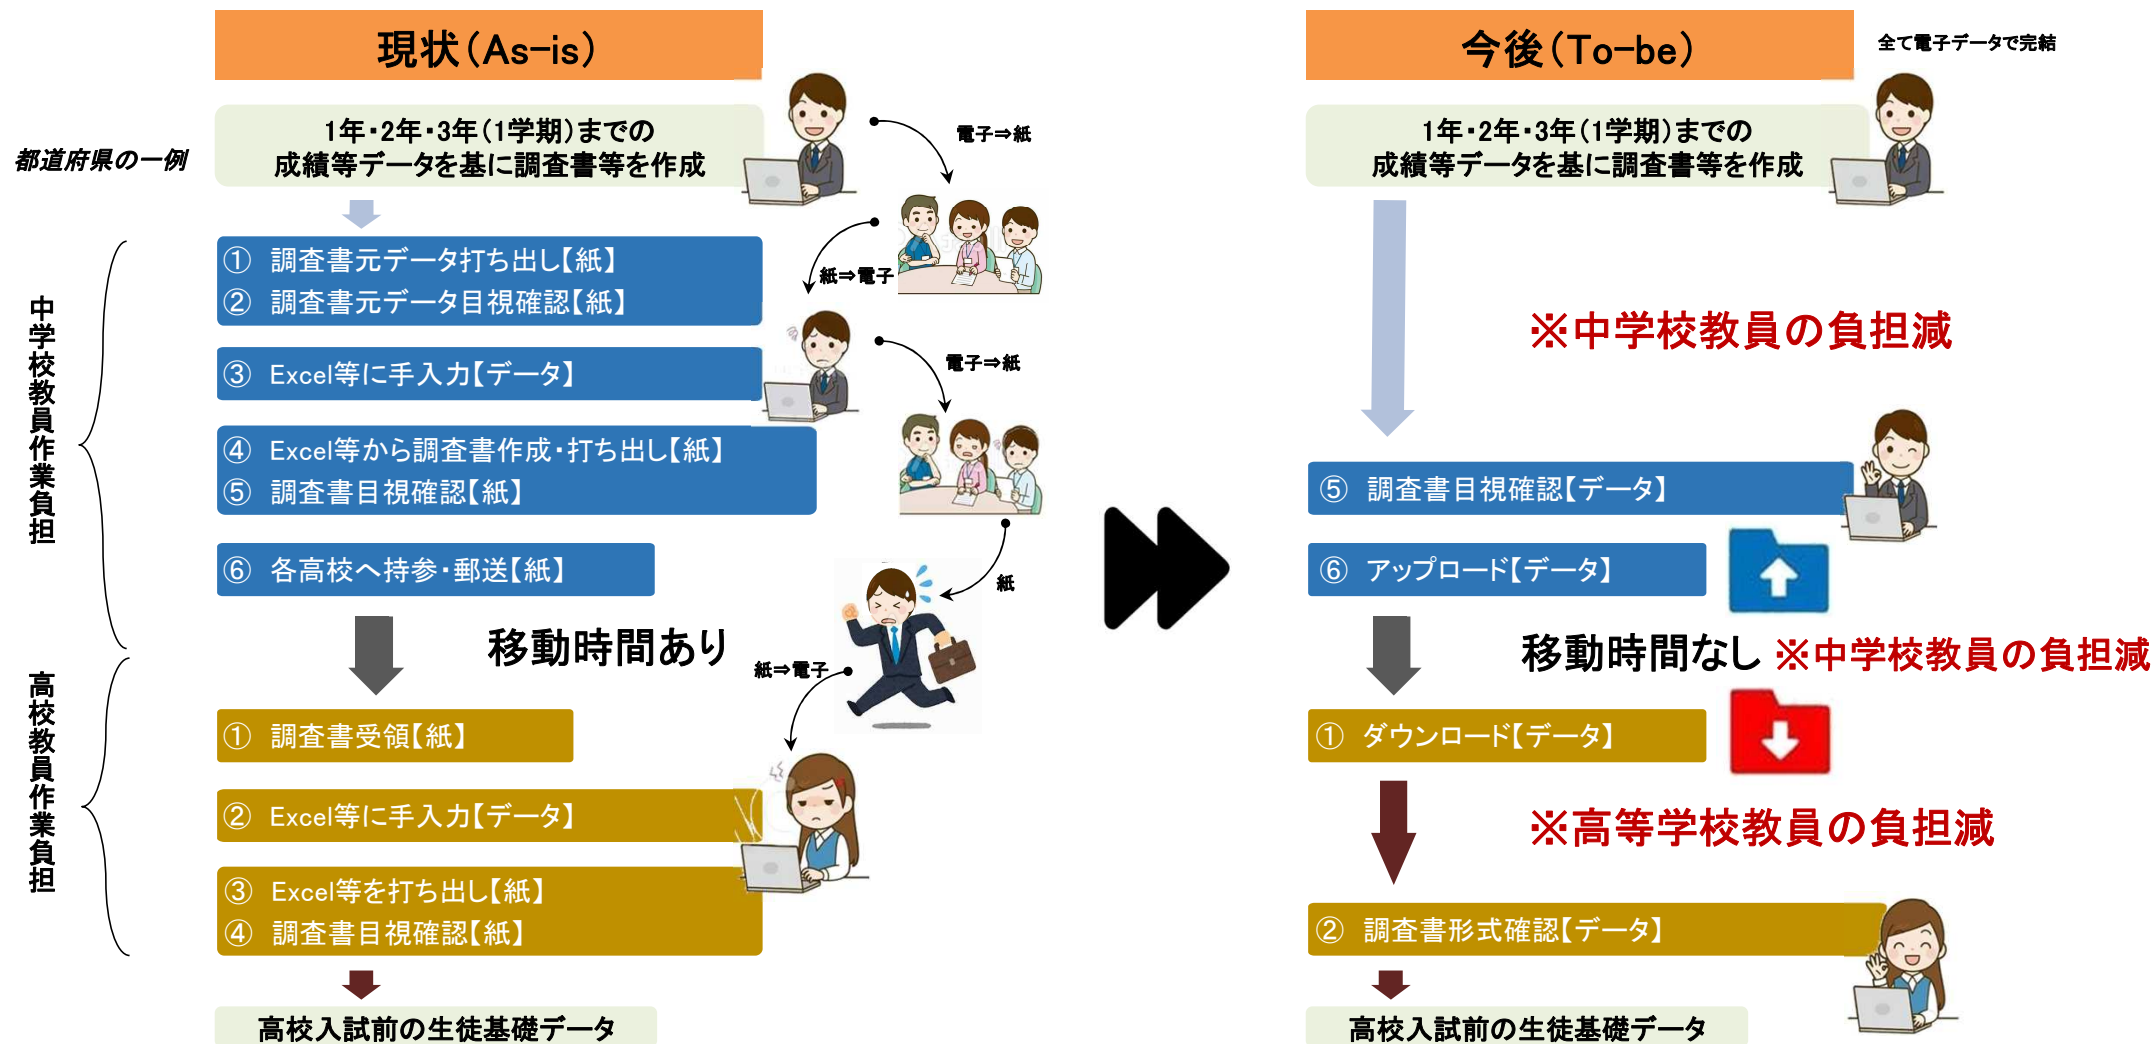 現状(As-is)
都道府県の一例
1年・2年・3年(1学期)までの
成績等データを基に調査書等を作成
電子⇒紙
紙⇒電子
中学校教員作業負担
① 調査書元データ打ち出し【紙】
② 調査書元データ目視確認【紙】
③ Excel等に手入力【データ】
電子⇒紙
④ Excel等から調査書作成・打ち出し【紙】
⑤ 調査書目視確認【紙】
⑥ 各高校へ持参・郵送【紙】
紙
移動時間あり
紙⇒電子
高校教員作業負担
① 調査書受領【紙】
② Excel等に手入力【データ】
③ Excel等を打ち出し【紙】
④ 調査書目視確認【紙】
高校入試前の生徒基礎データ
今後(To-be)
全て電子データで完結
1年・2年・3年(1学期)までの
成績等データを基に調査書等を作成
※中学校教員の負担減
⑤ 調査書目視確認【データ】
⑥ アップロード【データ】
移動時間なし ※中学校教員の負担減
① ダウンロード【データ】
※高等学校教員の負担減
② 調査書形式確認【データ】
高校入試前の生徒基礎データ